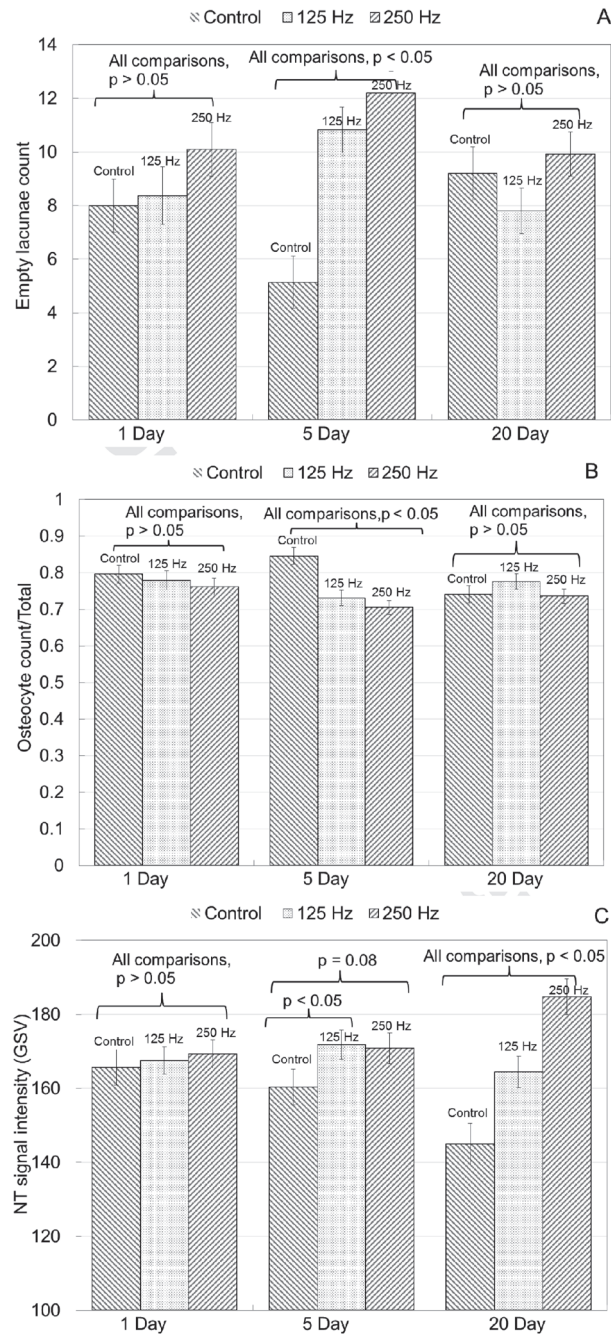 Control 125 Hz 250 Hz
A
14
12
10
8
6
4
2
0
Empty lacunae count
All comparisons,
p > 0.05
Control
125 Hz
250 Hz
All comparisons, p < 0.05
Control
125 Hz
250 Hz
All comparisons,
p > 0.05
Control
125 Hz
250 Hz
1 Day 5 Day 20 Day
Control 125 Hz 250 Hz
B
1
0.9
0.8
0.7
0.6
0.5
0.4
0.3
0.2
0.1
0
Osteocyte count/Total
All comparisons,
p > 0.05
Control
125 Hz
250 Hz
All comparisons,p < 0.05
Control
125 Hz
250 Hz
All comparisons,
p > 0.05
Control
125 Hz
250 Hz
1 Day 5 Day 20 Day
Control 125 Hz 250 Hz
C
200
180
160
140
120
100
NT signal intensity (GSV)
All comparisons,
p > 0.05
Control
125 Hz
250 Hz
p = 0.08
p < 0.05
Control
125 Hz
250 Hz
All comparisons, p < 0.05
Control
125 Hz
250 Hz
1 Day 5 Day 20 Day